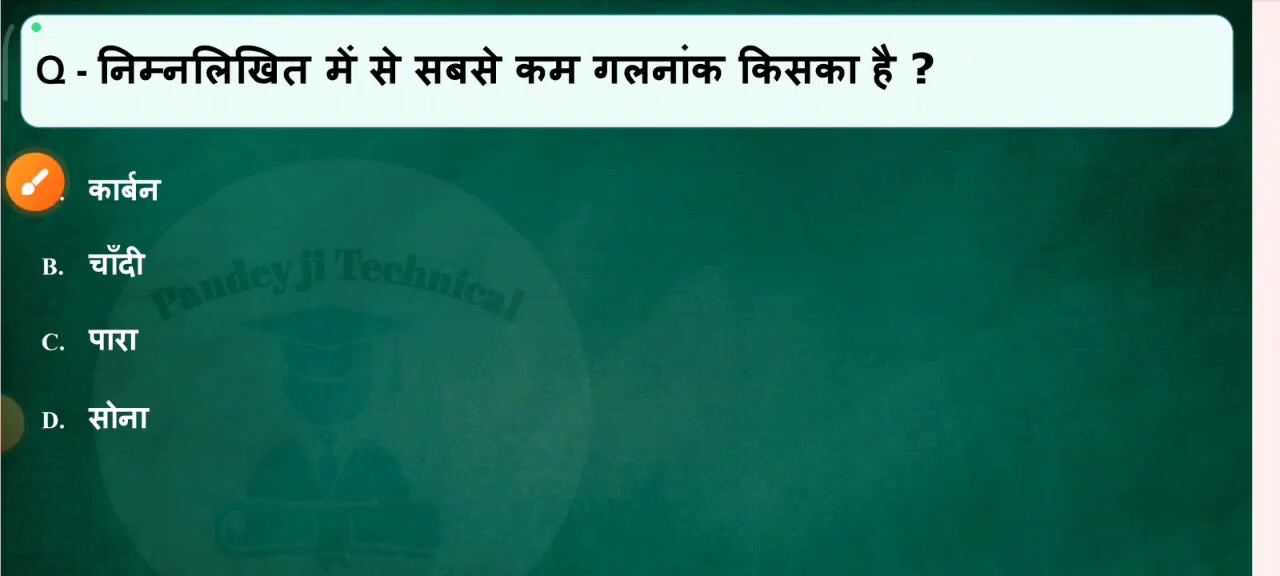 Q - निम्नलिखित में से सबसे कम गलनांक किसका है ?
. कार्बन
B. चाँदी
Pandey ji Technical
C. पारा
D. सोना